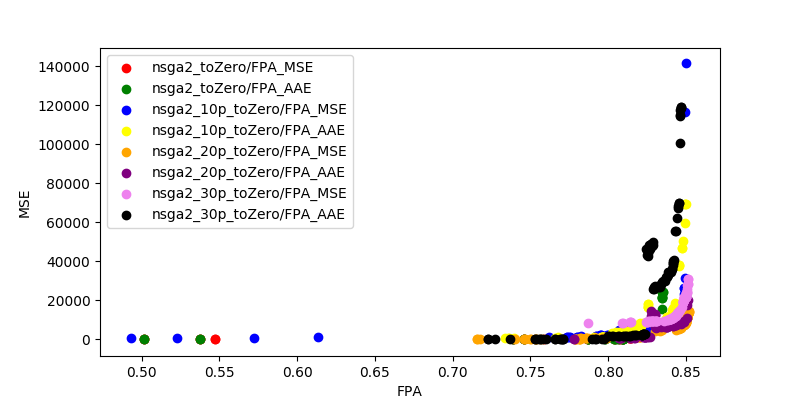 140000
120000
100000
80000
60000
40000
20000
0
MSE
nsga2_toZero/FPA_MSE
nsga2_toZero/FPA_AAE
nsga2_10p_toZero/FPA_MSE
nsga2_10p_toZero/FPA_AAE
nsga2_20p_toZero/FPA_MSE
nsga2_20p_toZero/FPA_AAE
nsga2_30p_toZero/FPA_MSE
nsga2_30p_toZero/FPA_AAE
0.50 0.55 0.60 0.65 0.70 0.75 0.80 0.85
FPA